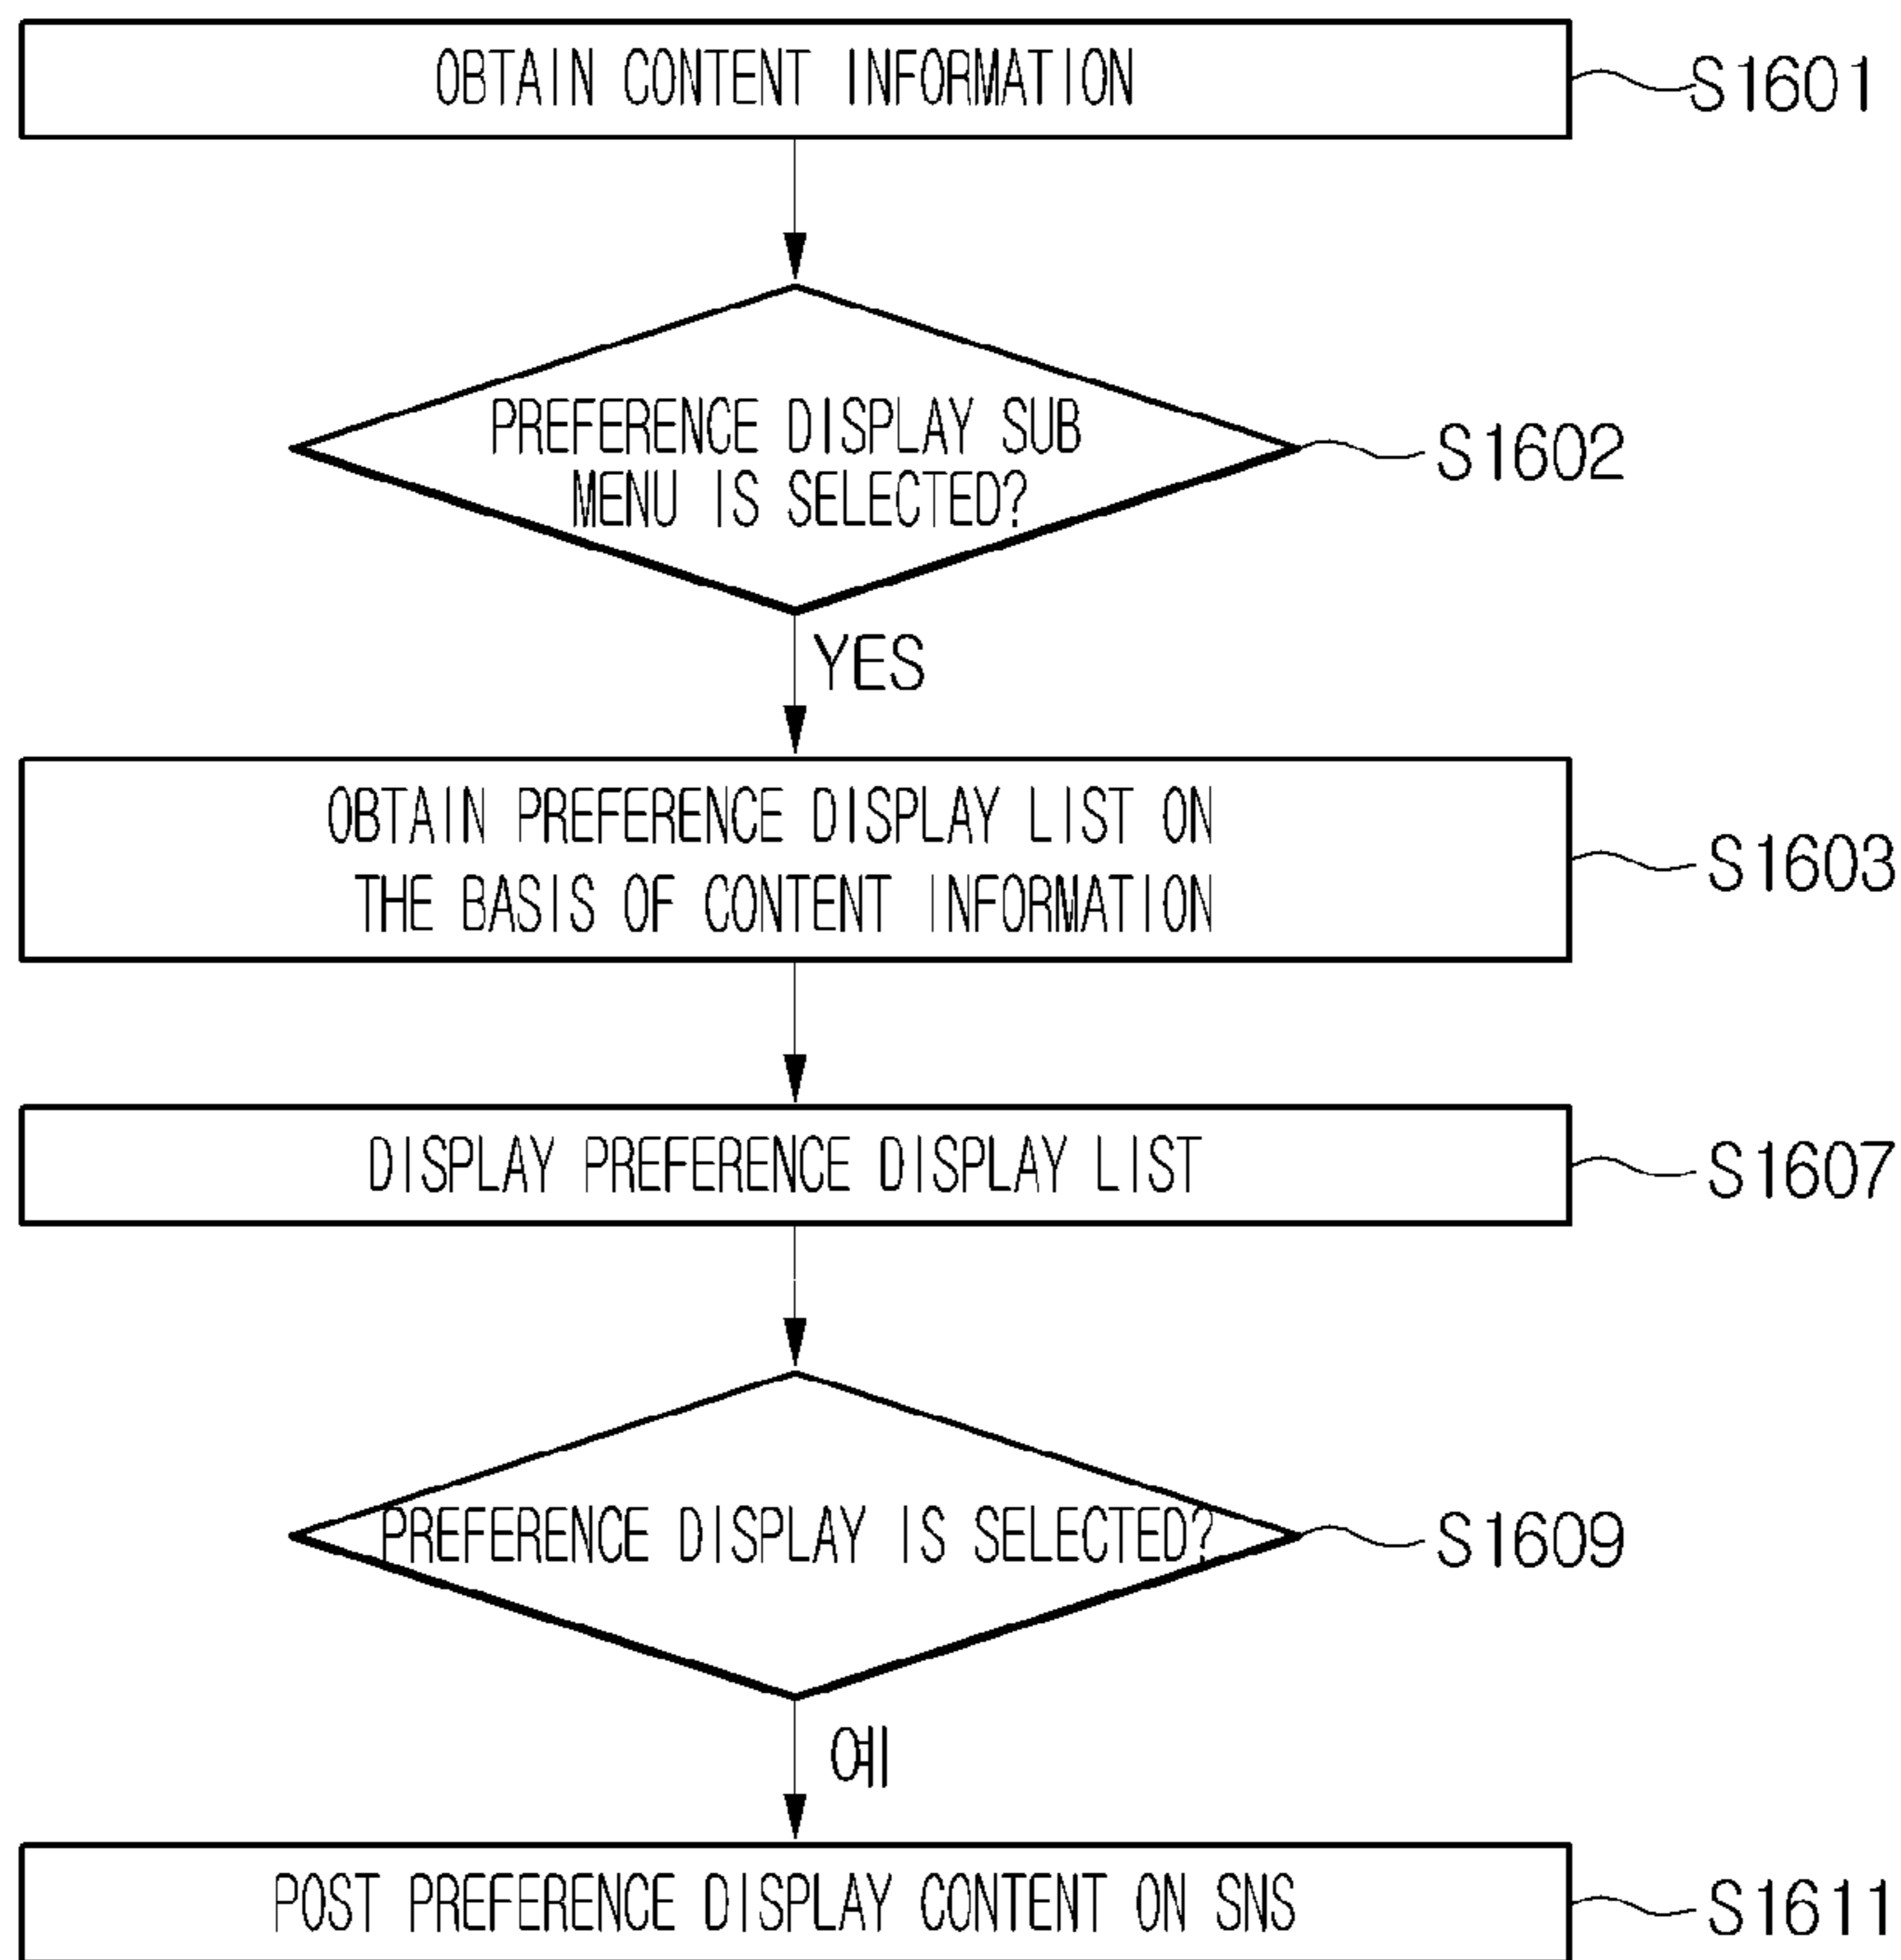 OBTAIN CONTENT INFORMATION
S1601
PREFERENCE DISPLAY SUB
MENU IS SELECTED?
S1602
YES
OBTAIN PREFERENCE DISPLAY LIST ON
THE BASIS OF CONTENT INFORMATION
S1603
DISPLAY PREFERENCE DISPLAY LIST
S1607
PREFERENCE DISPLAY IS SELECTED?
S1609
예
POST PREFERENCE DISPLAY CONTENT ON SNS
S1611